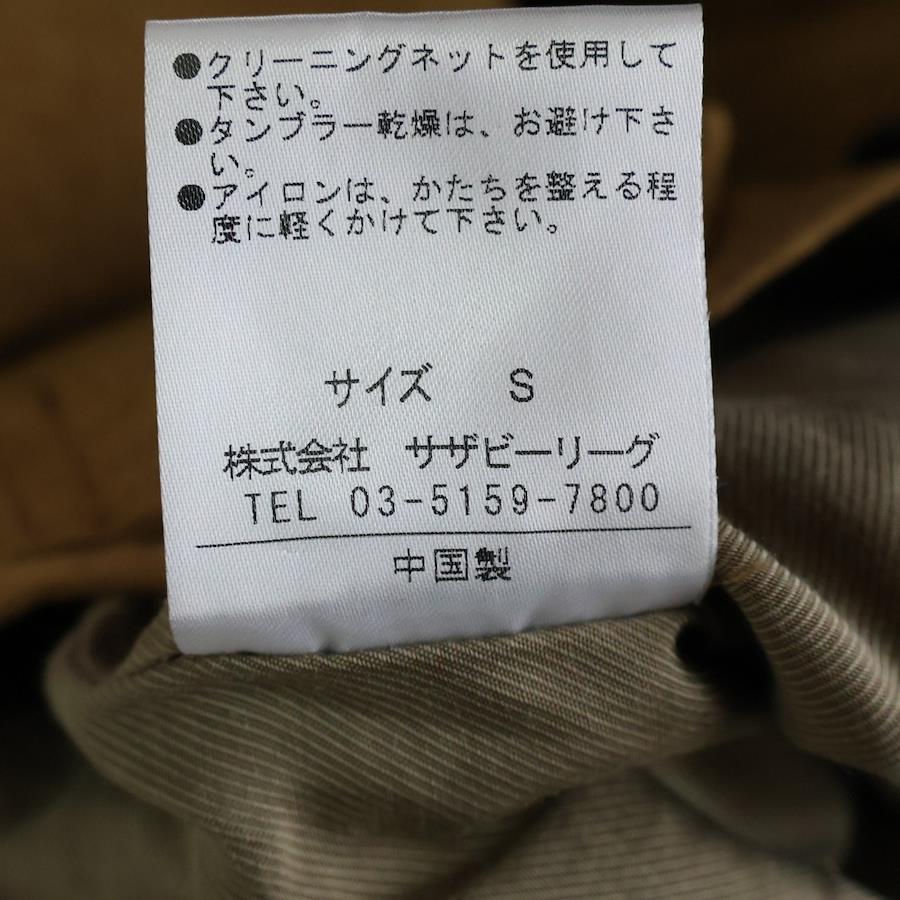 ●クリーニングネットを使用して
下さい。
●タンブラー乾燥は、お避け下さ
い。
●アイロンは、かたちを整える程
度に軽くかけて下さい。
サイズ S
株式会社 サザビーリーグ
TEL 03-5159-7800
中国製